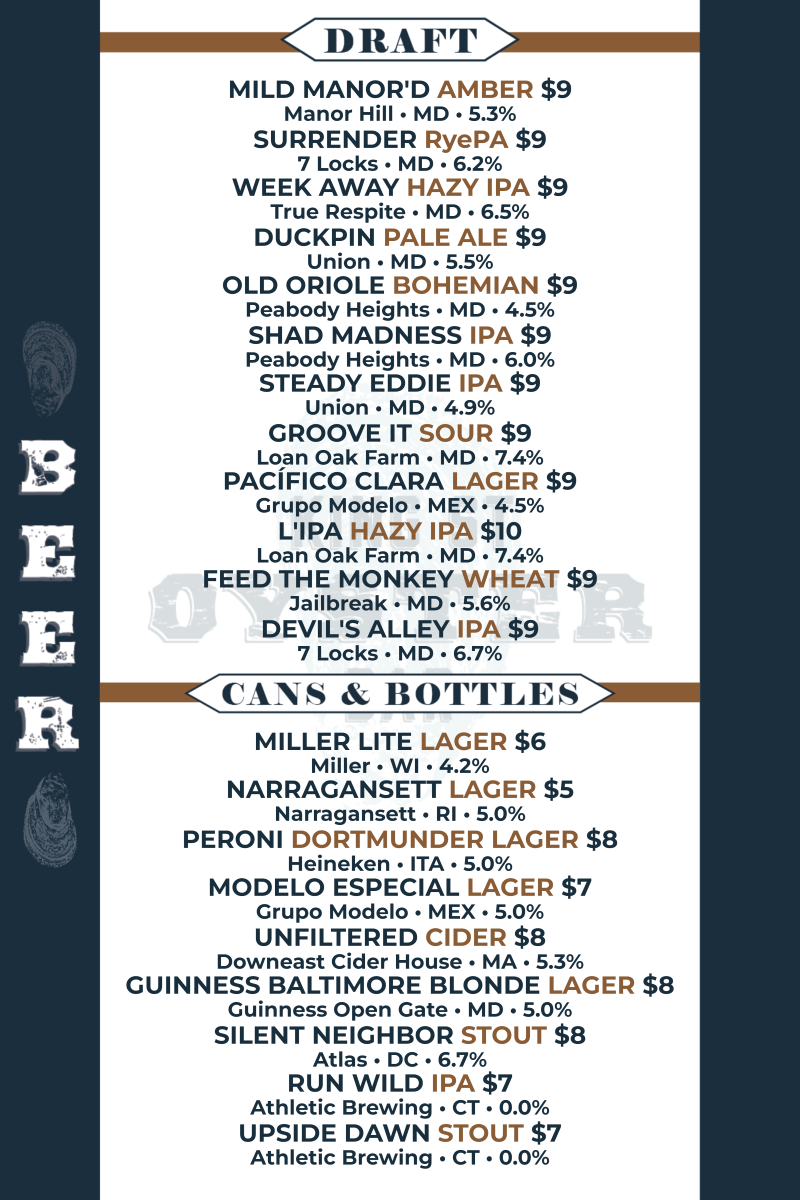 BEER
DRAFT
MILD MANOR'D AMBER $9
Manor Hill • MD • 5.3%
SURRENDER RyePA $9
7 Locks • MD • 6.2%
WEEK AWAY HAZY IPA $9
True Respite • MD • 6.5%
DUCKPIN PALE ALE $9
Union • MD • 5.5%
OLD ORIOLE BOHEMIAN $9
Peabody Heights • MD • 4.5%
SHAD MADNESS IPA $9
Peabody Heights • MD • 6.0%
STEADY EDDIE IPA $9
Union • MD • 4.9%
GROOVE IT SOUR $9
Loan Oak Farm • MD • 7.4%
PACÍFICO CLARA LAGER $9
Grupo Modelo • MEX • 4.5%
L'IPA HAZY IPA $10
Loan Oak Farm • MD • 7.4%
FEED THE MONKEY WHEAT $9
Jailbreak • MD • 5.6%
DEVIL'S ALLEY IPA $9
7 Locks • MD • 6.7%
KING ST
OYSTER
BAR
CANS & BOTTLES
MILLER LITE LAGER $6
Miller • WI • 4.2%
NARRAGANSETT LAGER $5
Narragansett • RI • 5.0%
PERONI DORTMUNDER LAGER $8
Heineken • ITA • 5.0%
MODELO ESPECIAL LAGER $7
Grupo Modelo • MEX • 5.0%
UNFILTERED CIDER $8
Downeast Cider House • MA • 5.3%
GUINNESS BALTIMORE BLONDE LAGER $8
Guinness Open Gate • MD • 5.0%
SILENT NEIGHBOR STOUT $8
Atlas • DC • 6.7%
RUN WILD IPA $7
Athletic Brewing • CT • 0.0%
UPSIDE DAWN STOUT $7
Athletic Brewing • CT • 0.0%